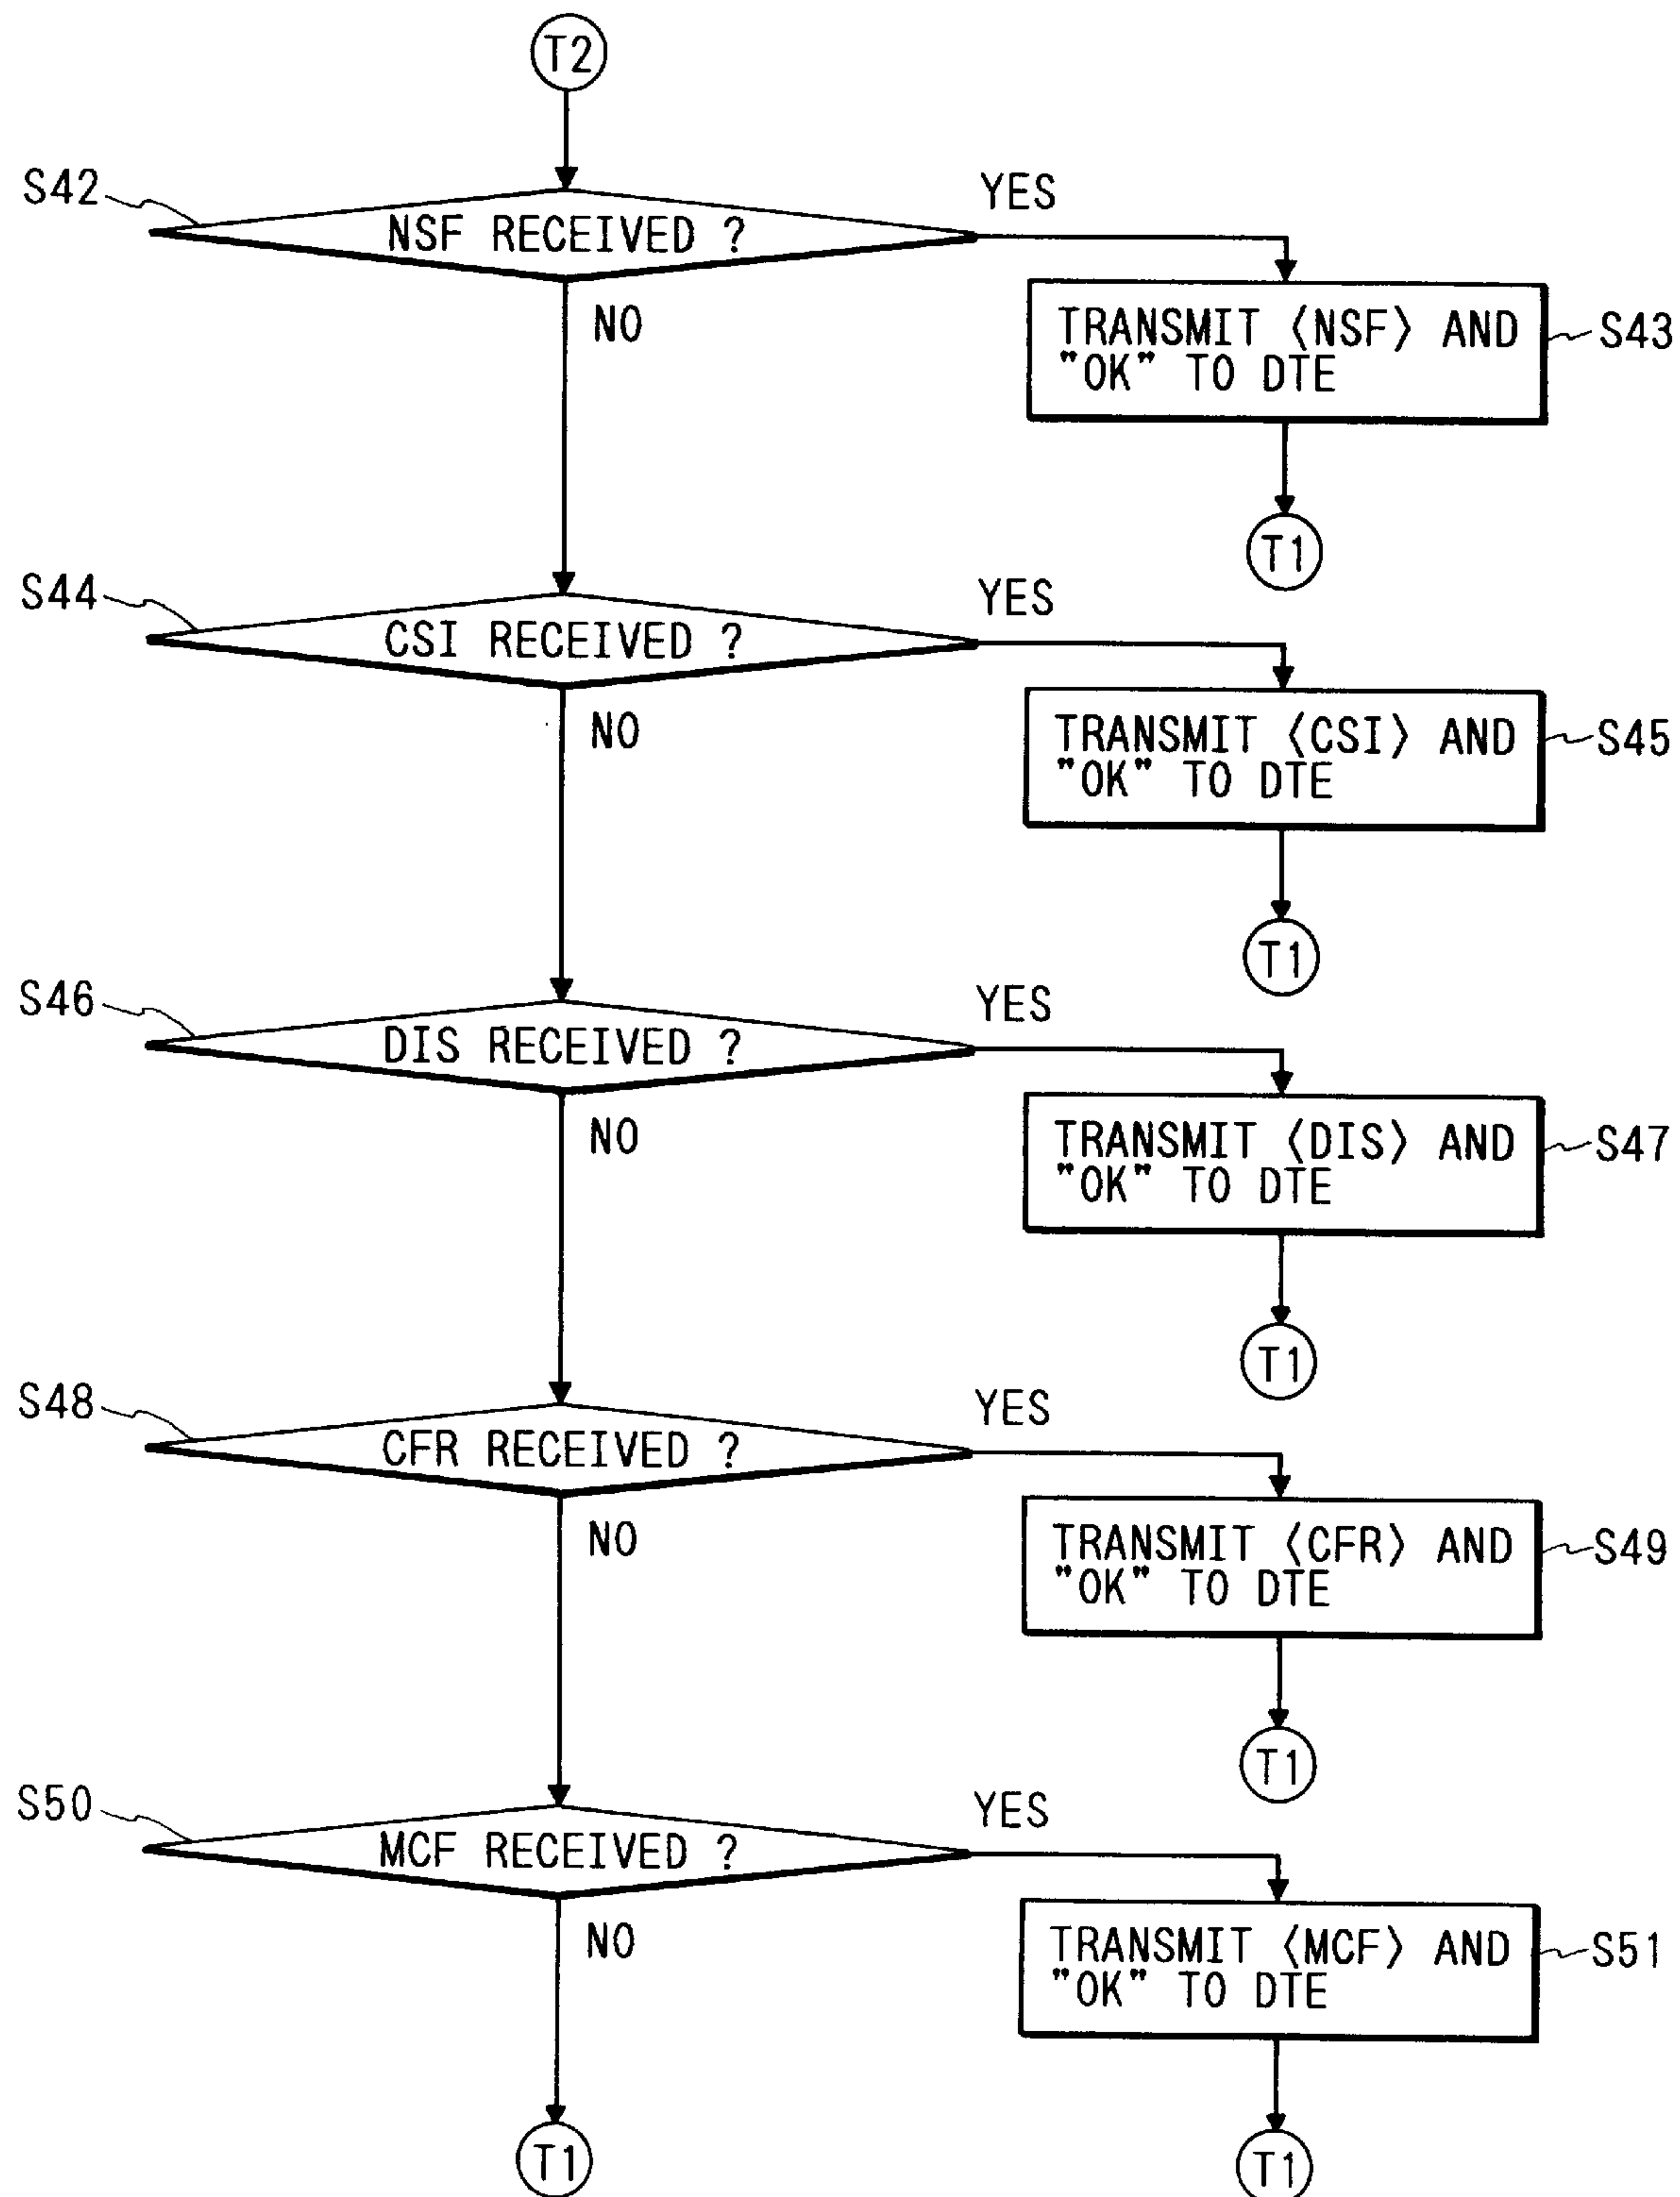 T2
S42
NSF RECEIVED ?
YES
NO
TRANSMIT 〈NSF〉 AND
"OK" TO DTE
S43
T1
S44
CSI RECEIVED ?
YES
NO
TRANSMIT 〈CSI〉 AND
"OK" TO DTE
S45
T1
S46
DIS RECEIVED ?
YES
NO
TRANSMIT 〈DIS〉 AND
"OK" TO DTE
S47
T1
S48
CFR RECEIVED ?
YES
NO
TRANSMIT 〈CFR〉 AND
"OK" TO DTE
S49
T1
S50
MCF RECEIVED ?
YES
NO
TRANSMIT 〈MCF〉 AND
"OK" TO DTE
S51
T1
T1